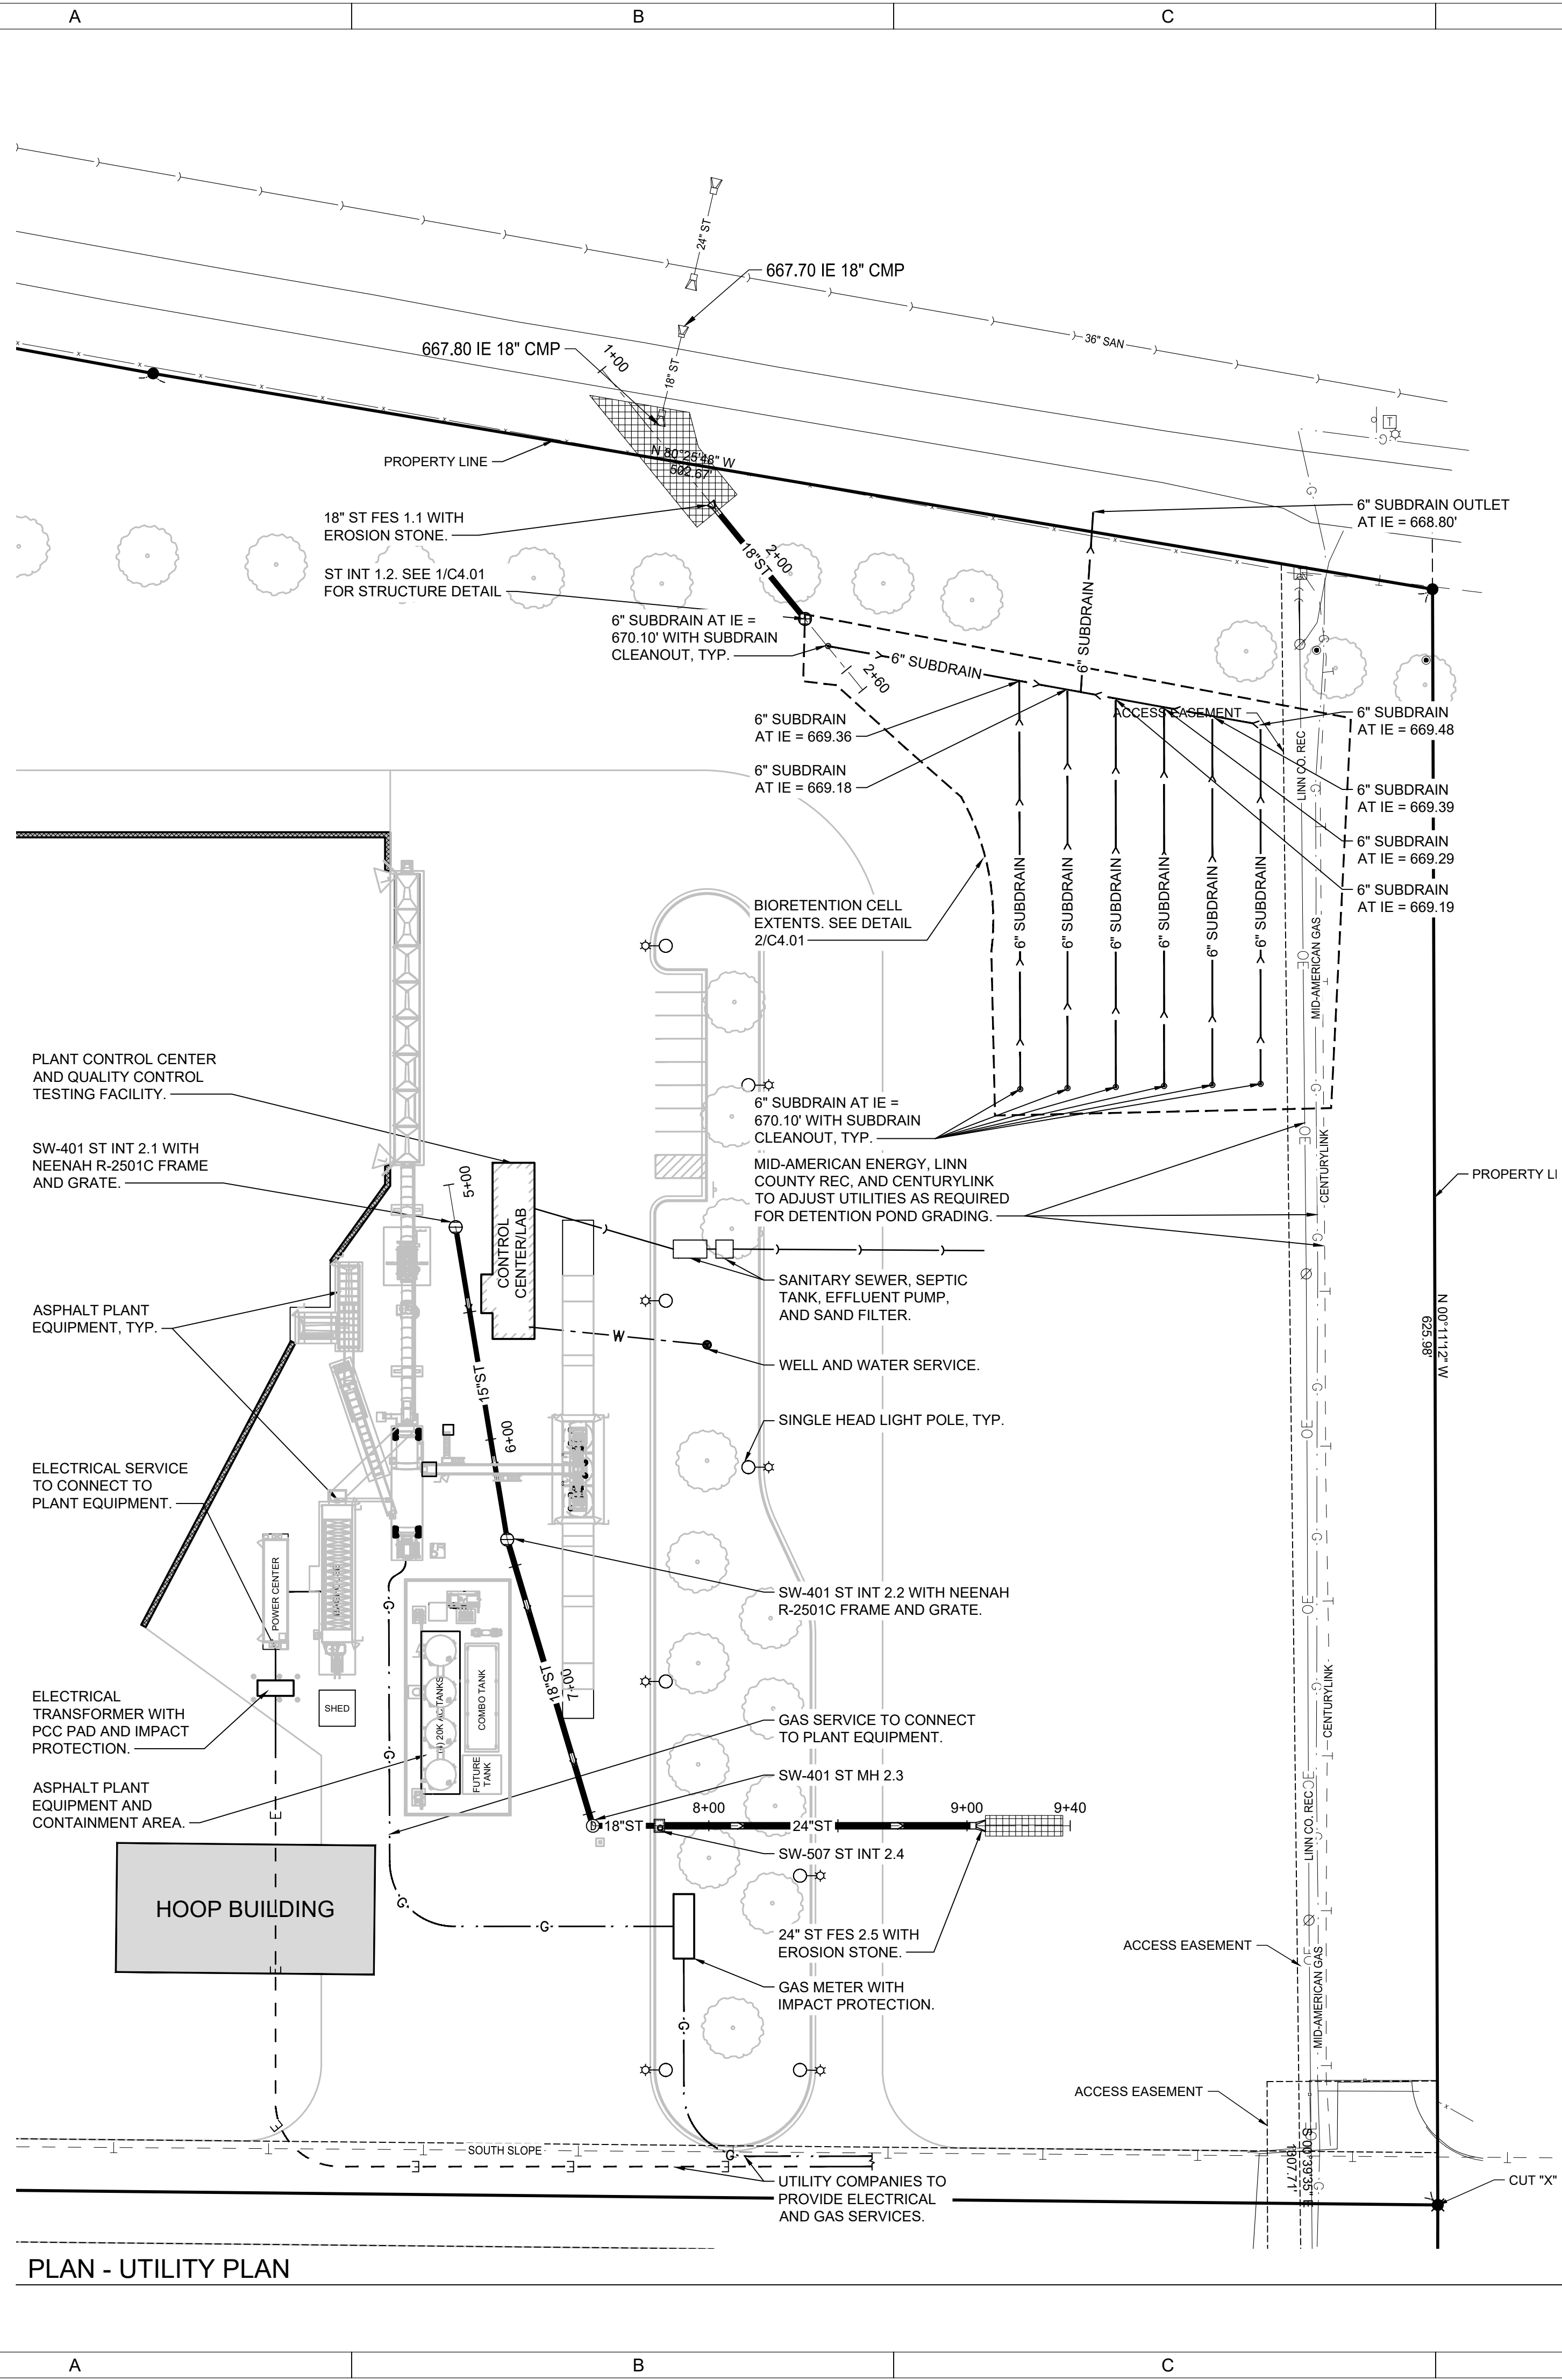 A
B
C
24" ST
667.70 IE 18" CMP
36" SAN
667.80 IE 18" CMP
1+00
18" ST
PROPERTY LINE
N 80°25'48" W
502.67'
18" ST FES 1.1 WITH
EROSION STONE.
6" SUBDRAIN OUTLET
AT IE = 668.80'
2+00
18"ST
ST INT 1.2. SEE 1/C4.01
FOR STRUCTURE DETAIL
6" SUBDRAIN AT IE =
670.10' WITH SUBDRAIN
CLEANOUT, TYP.
6" SUBDRAIN
6" SUBDRAIN
2+60
6" SUBDRAIN
AT IE = 669.36
ACCESS EASEMENT
6" SUBDRAIN
AT IE = 669.48
6" SUBDRAIN
AT IE = 669.18
LINN CO. REC
6" SUBDRAIN
AT IE = 669.39
6" SUBDRAIN
AT IE = 669.29
6" SUBDRAIN
AT IE = 669.19
6" SUBDRAIN
6" SUBDRAIN
6" SUBDRAIN
6" SUBDRAIN
6" SUBDRAIN
6" SUBDRAIN
BIORETENTION CELL
EXTENTS. SEE DETAIL
2/C4.01
MID-AMERICAN GAS
PLANT CONTROL CENTER
AND QUALITY CONTROL
TESTING FACILITY.
6" SUBDRAIN AT IE =
670.10' WITH SUBDRAIN
CLEANOUT, TYP.
SW-401 ST INT 2.1 WITH
NEENAH R-2501C FRAME
AND GRATE.
5+00
MID-AMERICAN ENERGY, LINN
COUNTY REC, AND CENTURYLINK
TO ADJUST UTILITIES AS REQUIRED
FOR DETENTION POND GRADING.
CENTURYLINK
PROPERTY LI
CONTROL
CENTER/LAB
SANITARY SEWER, SEPTIC
TANK, EFFLUENT PUMP,
AND SAND FILTER.
ASPHALT PLANT
EQUIPMENT, TYP.
N 00°11'12" W
625.98'
W
WELL AND WATER SERVICE.
15"ST
SINGLE HEAD LIGHT POLE, TYP.
6+00
ELECTRICAL SERVICE
TO CONNECT TO
PLANT EQUIPMENT.
POWER CENTER
SW-401 ST INT 2.2 WITH NEENAH
R-2501C FRAME AND GRATE.
18"ST
7+00
ELECTRICAL
TRANSFORMER WITH
PCC PAD AND IMPACT
PROTECTION.
SHED
(4) 20K AC TANKS
COMBO TANK
FUTURE
TANK
GAS SERVICE TO CONNECT
TO PLANT EQUIPMENT.
CENTURYLINK
SW-401 ST MH 2.3
ASPHALT PLANT
EQUIPMENT AND
CONTAINMENT AREA.
8+00
9+00
9+40
18"ST
24"ST
LINN CO. REC
SW-507 ST INT 2.4
HOOP BUILDING
24" ST FES 2.5 WITH
EROSION STONE.
ACCESS EASEMENT
GAS METER WITH
IMPACT PROTECTION.
MID-AMERICAN GAS
ACCESS EASEMENT
SOUTH SLOPE
S 00°39'35" E
1307.71'
UTILITY COMPANIES TO
PROVIDE ELECTRICAL
AND GAS SERVICES.
CUT "X"
PLAN - UTILITY PLAN
A
B
C